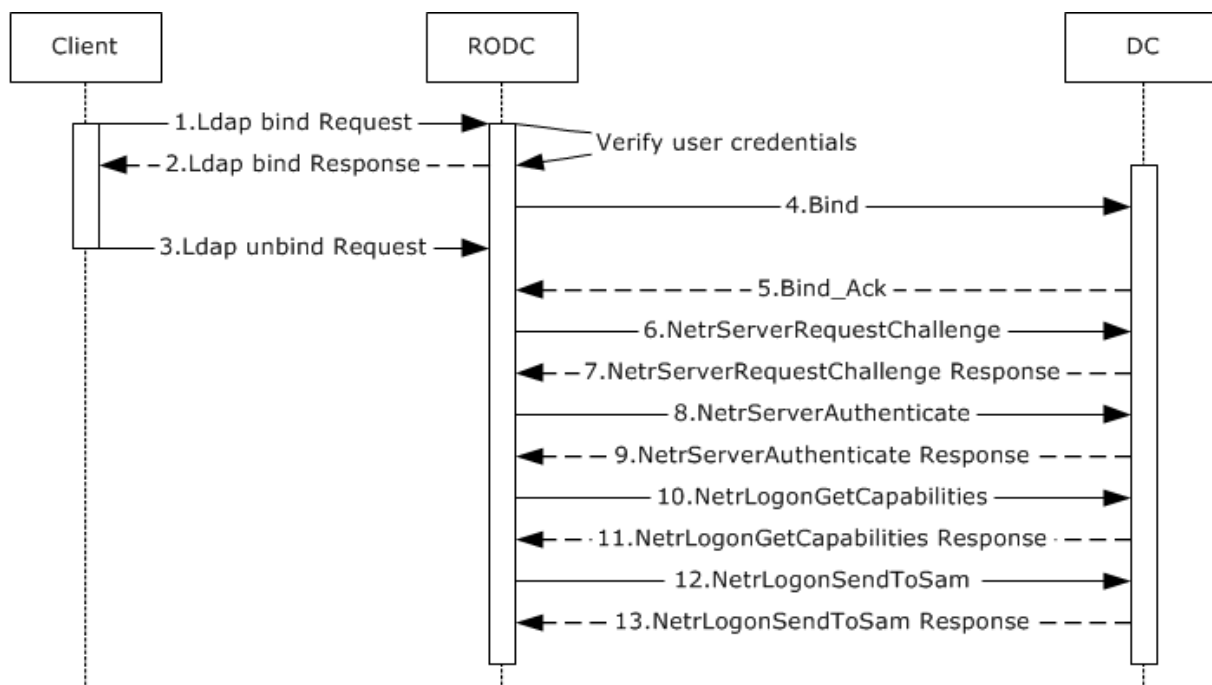 Client
RODC
DC
1.Ldap bind Request
Verify user credentials
2.Ldap bind Response
4.Bind
3.Ldap unbind Request
5.Bind_Ack
6.NetrServerRequestChallenge
7.NetrServerRequestChallenge Response
8.NetrServerAuthenticate
9.NetrServerAuthenticate Response
10.NetrLogonGetCapabilities
11.NetrLogonGetCapabilities Response
12.NetrLogonSendToSam
13.NetrLogonSendToSam Response